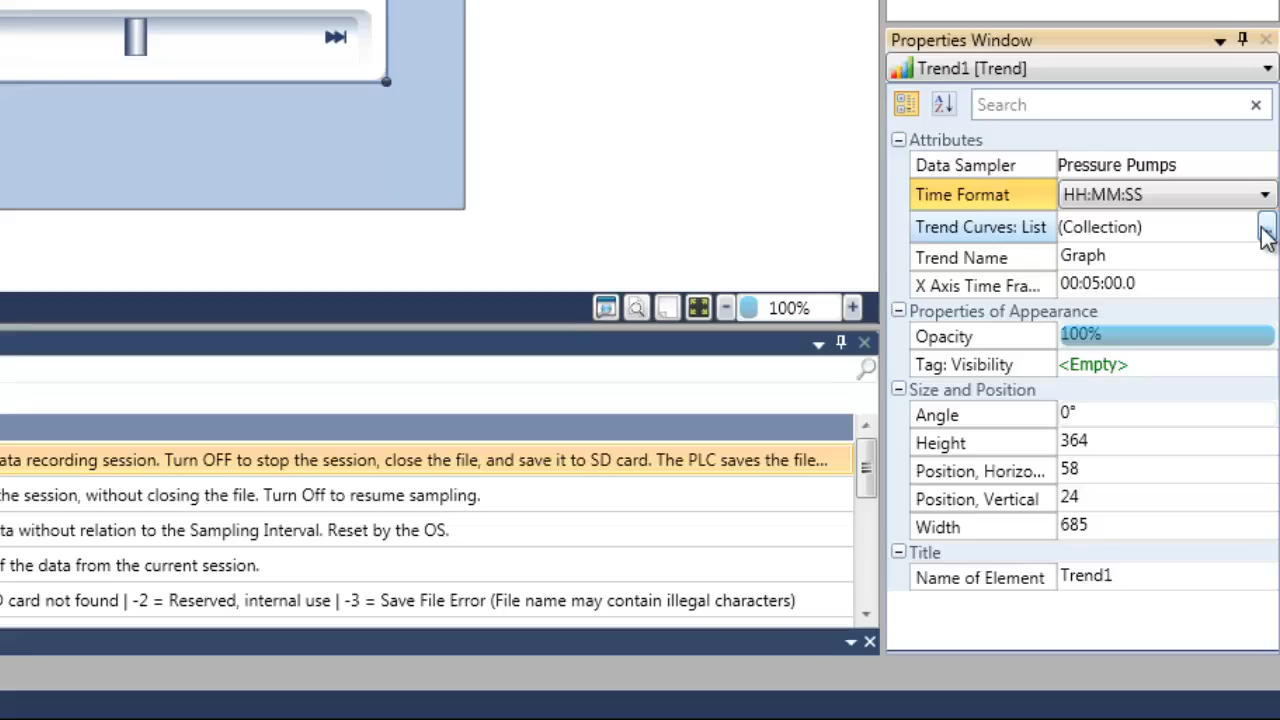 Properties Window
Trend1 [Trend]
Search
Attributes
Data Sampler Pressure Pumps
Time Format HH:MM:SS
Trend Curves: List (Collection)
Trend Name Graph
X Axis Time Fra... 00:05:00.0
Properties of Appearance
Opacity 100%
Tag: Visibility <Empty>
Size and Position
Angle 0°
Height 364
Position, Horizo... 58
Position, Vertical 24
Width 685
Title
Name of Element Trend1
100%
ata recording session. Turn OFF to stop the session, close the file, and save it to SD card. The PLC saves the file...
he session, without closing the file. Turn Off to resume sampling.
ta without relation to the Sampling Interval. Reset by the OS.
f the data from the current session.
D card not found | -2 = Reserved, internal use | -3 = Save File Error (File name may contain illegal characters)